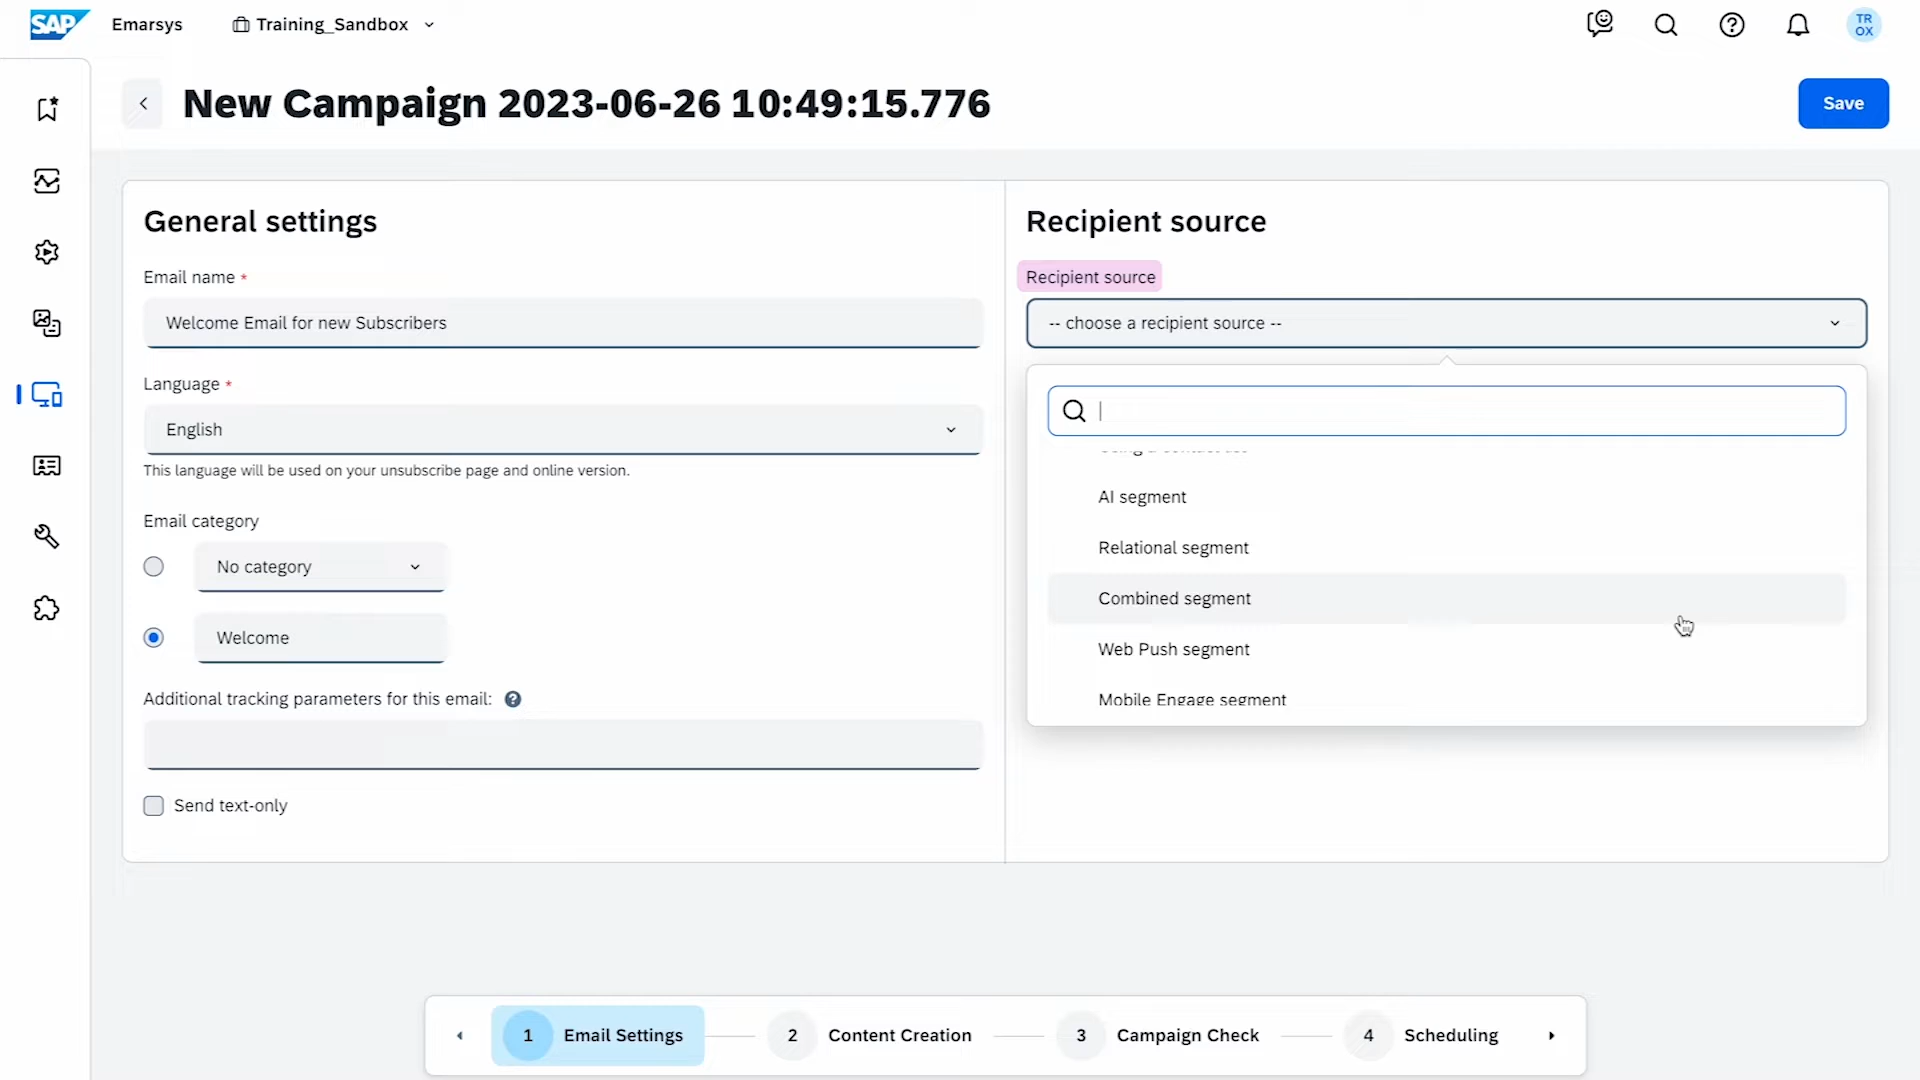 SAP
Emarsys
Training_Sandbox
TR
OX
New Campaign 2023-06-26 10:49:15.776
Save
General settings
Email name *
Welcome Email for new Subscribers
Language *
English
This language will be used on your unsubscribe page and online version.
Email category
No category
Welcome
Additional tracking parameters for this email:
Send text-only
Recipient source
Recipient source
-- choose a recipient source --
AI segment
Relational segment
Combined segment
Web Push segment
Mobile Engage segment
1 Email Settings
2 Content Creation
3 Campaign Check
4 Scheduling